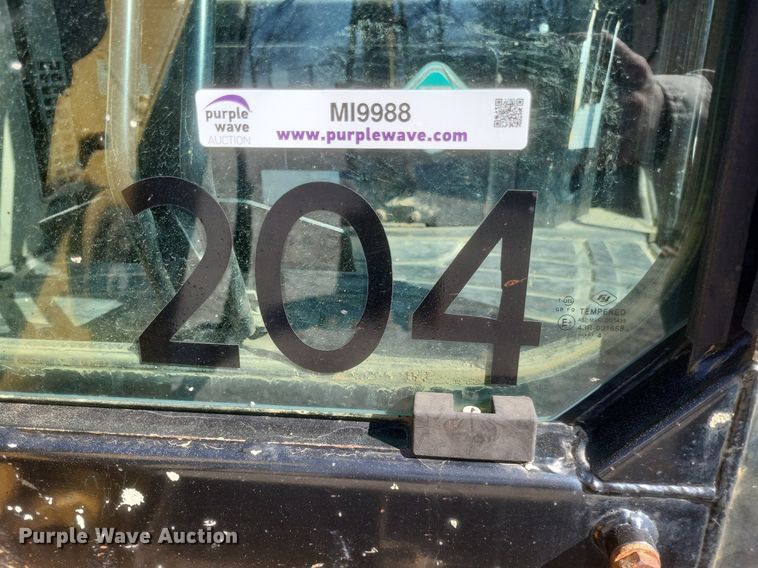 purple
wave
AUCTION
MI9988
www.purplewave.com
204
TEMPERED
Purple Wave Auction